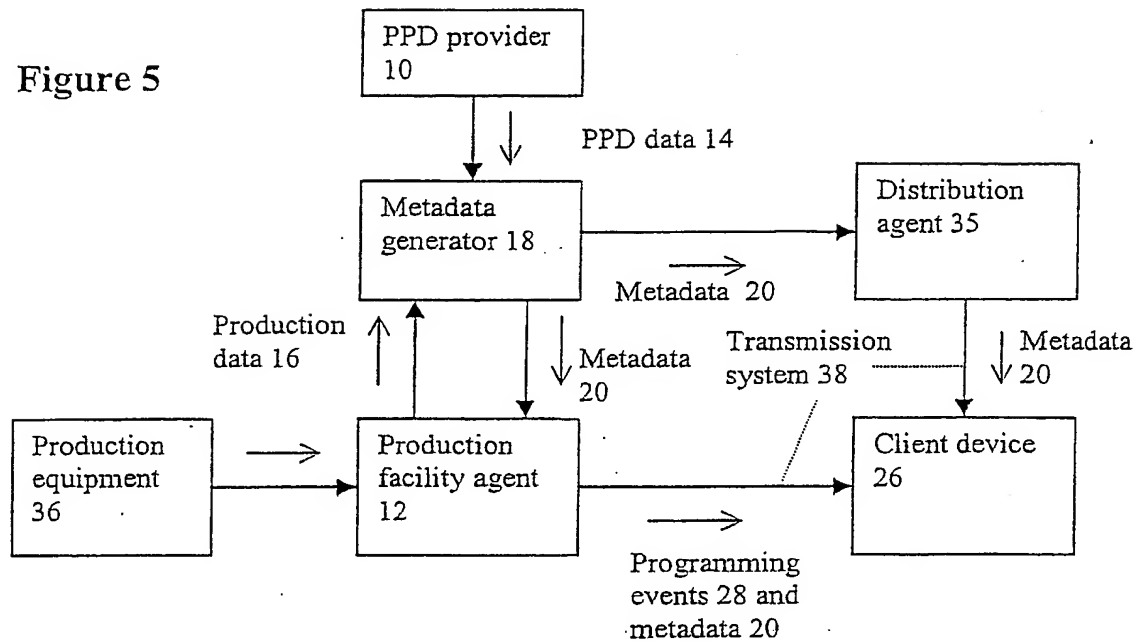 Figure 5
PPD provider
10
PPD data 14
Metadata
generator 18
Distribution
agent 35
Metadata 20
Production
data 16
Metadata
20
Transmission
system 38
Metadata
20
Production
equipment
36
Production
facility agent
12
Client device
26
Programming
events 28 and
metadata 20